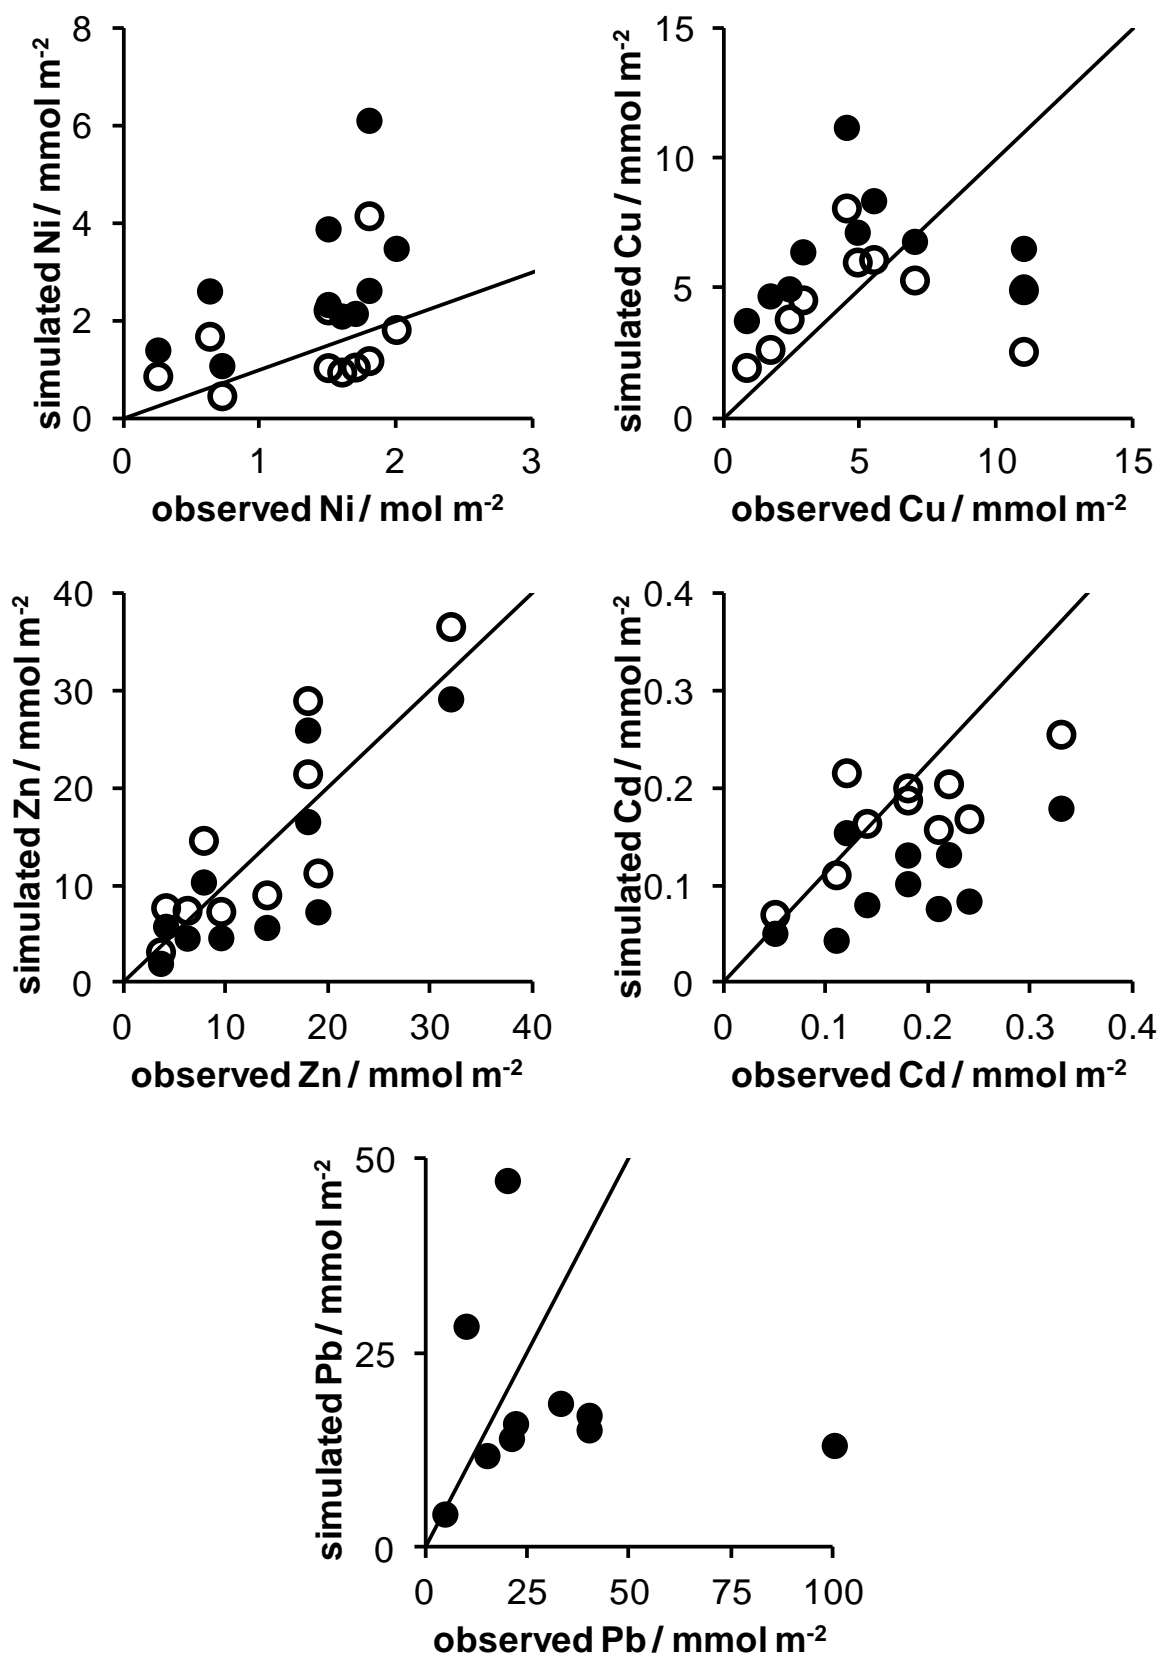 simulated Ni / mmol m-2
8
6
4
2
0
0 1 2 3
observed Ni / mol m-2
simulated Cu / mmol m-2
15
10
5
0
0 5 10 15
observed Cu / mmol m-2
simulated Zn / mmol m-2
40
30
20
10
0
0 10 20 30 40
observed Zn / mmol m-2
simulated Cd / mmol m-2
0.4
0.3
0.2
0.1
0
0 0.1 0.2 0.3 0.4
observed Cd / mmol m-2
simulated Pb / mmol m-2
50
25
0
0 25 50 75 100
observed Pb / mmol m-2